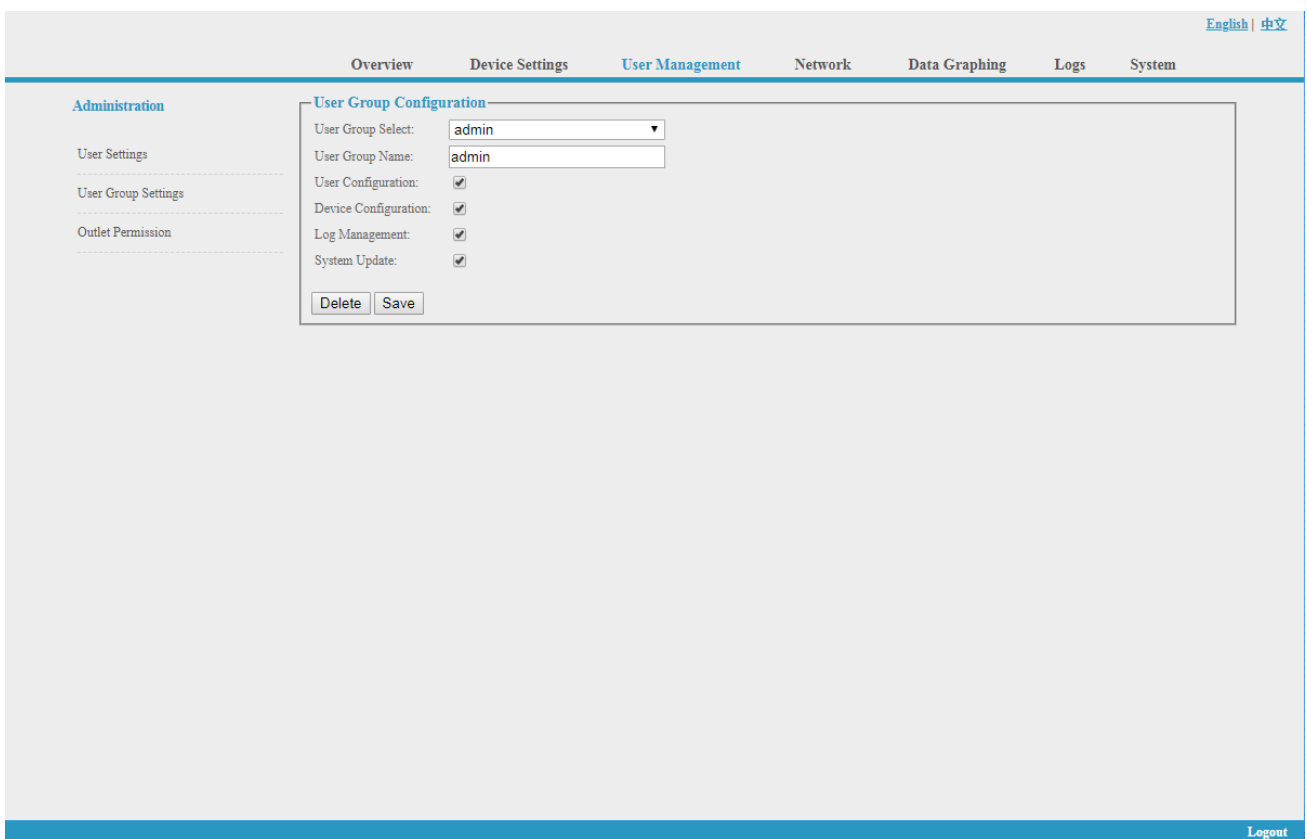 English | 中文
Overview Device Settings User Management Network Data Graphing Logs System
Administration
User Settings
User Group Settings
Outlet Permission
User Group Configuration
User Group Select: admin
User Group Name: admin
User Configuration:
Device Configuration:
Log Management:
System Update:
Delete Save
Logout